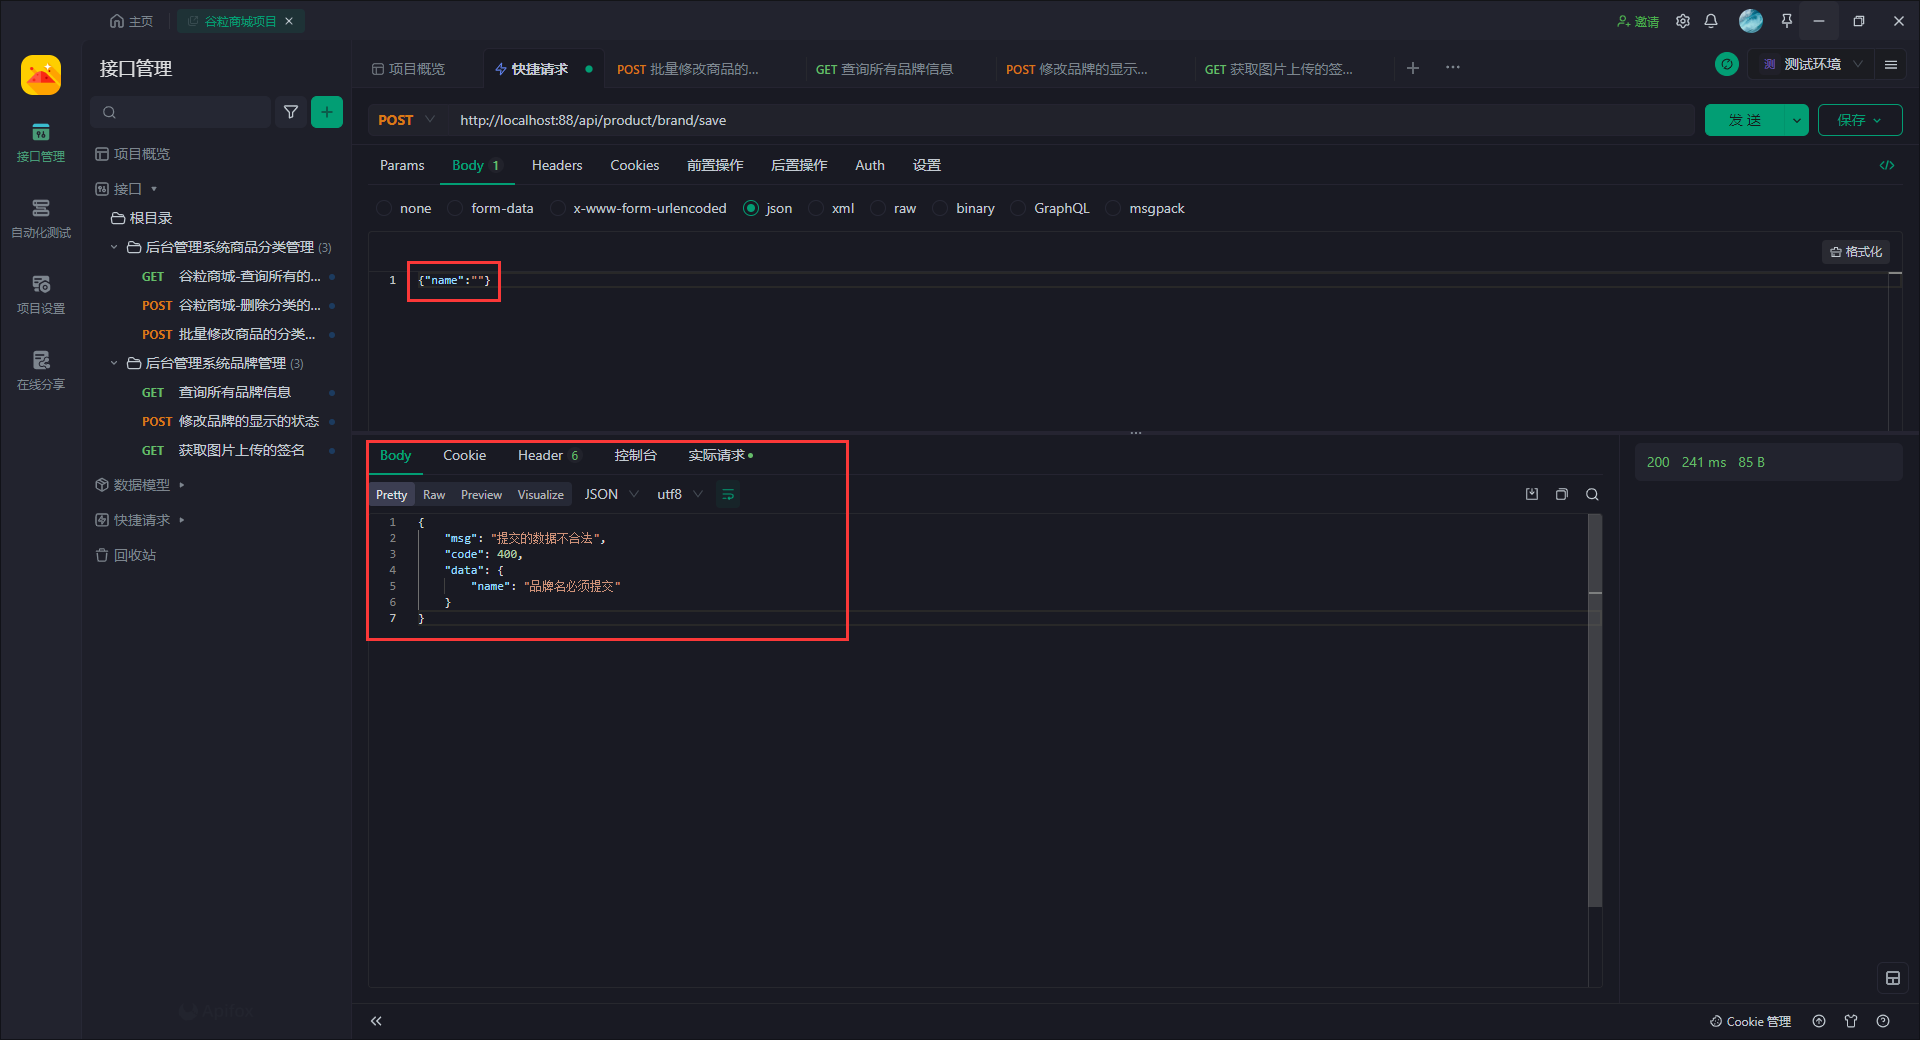 主页
谷粒商城项目
邀请
接口管理
接口管理
自动化测试
项目设置
在线分享
项目概览
接口
根目录
后台管理系统商品分类管理 (3)
GET 谷粒商城-查询所有的...
POST 谷粒商城-删除分类的...
POST 批量修改商品的分类...
后台管理系统品牌管理 (3)
GET 查询所有品牌信息
POST 修改品牌的显示的状态
GET 获取图片上传的签名
数据模型
快捷请求
回收站
Apifox
项目概览
快捷请求
POST 批量修改商品的...
GET 查询所有品牌信息
POST 修改品牌的显示...
GET 获取图片上传的签...
测 测试环境
POST http://localhost:88/api/product/brand/save
发 送
保存
Params Body 1 Headers Cookies 前置操作 后置操作 Auth 设置
none form-data x-www-form-urlencoded json xml raw binary GraphQL msgpack
格式化
1 {"name":""}
Body Cookie Header 6 控制台 实际请求
200 241 ms 85 B
Pretty Raw Preview Visualize JSON utf8
1 {
2 "msg": "提交的数据不合法",
3 "code": 400,
4 "data": {
5 "name": "品牌名必须提交"
6 }
7 }
Cookie 管理